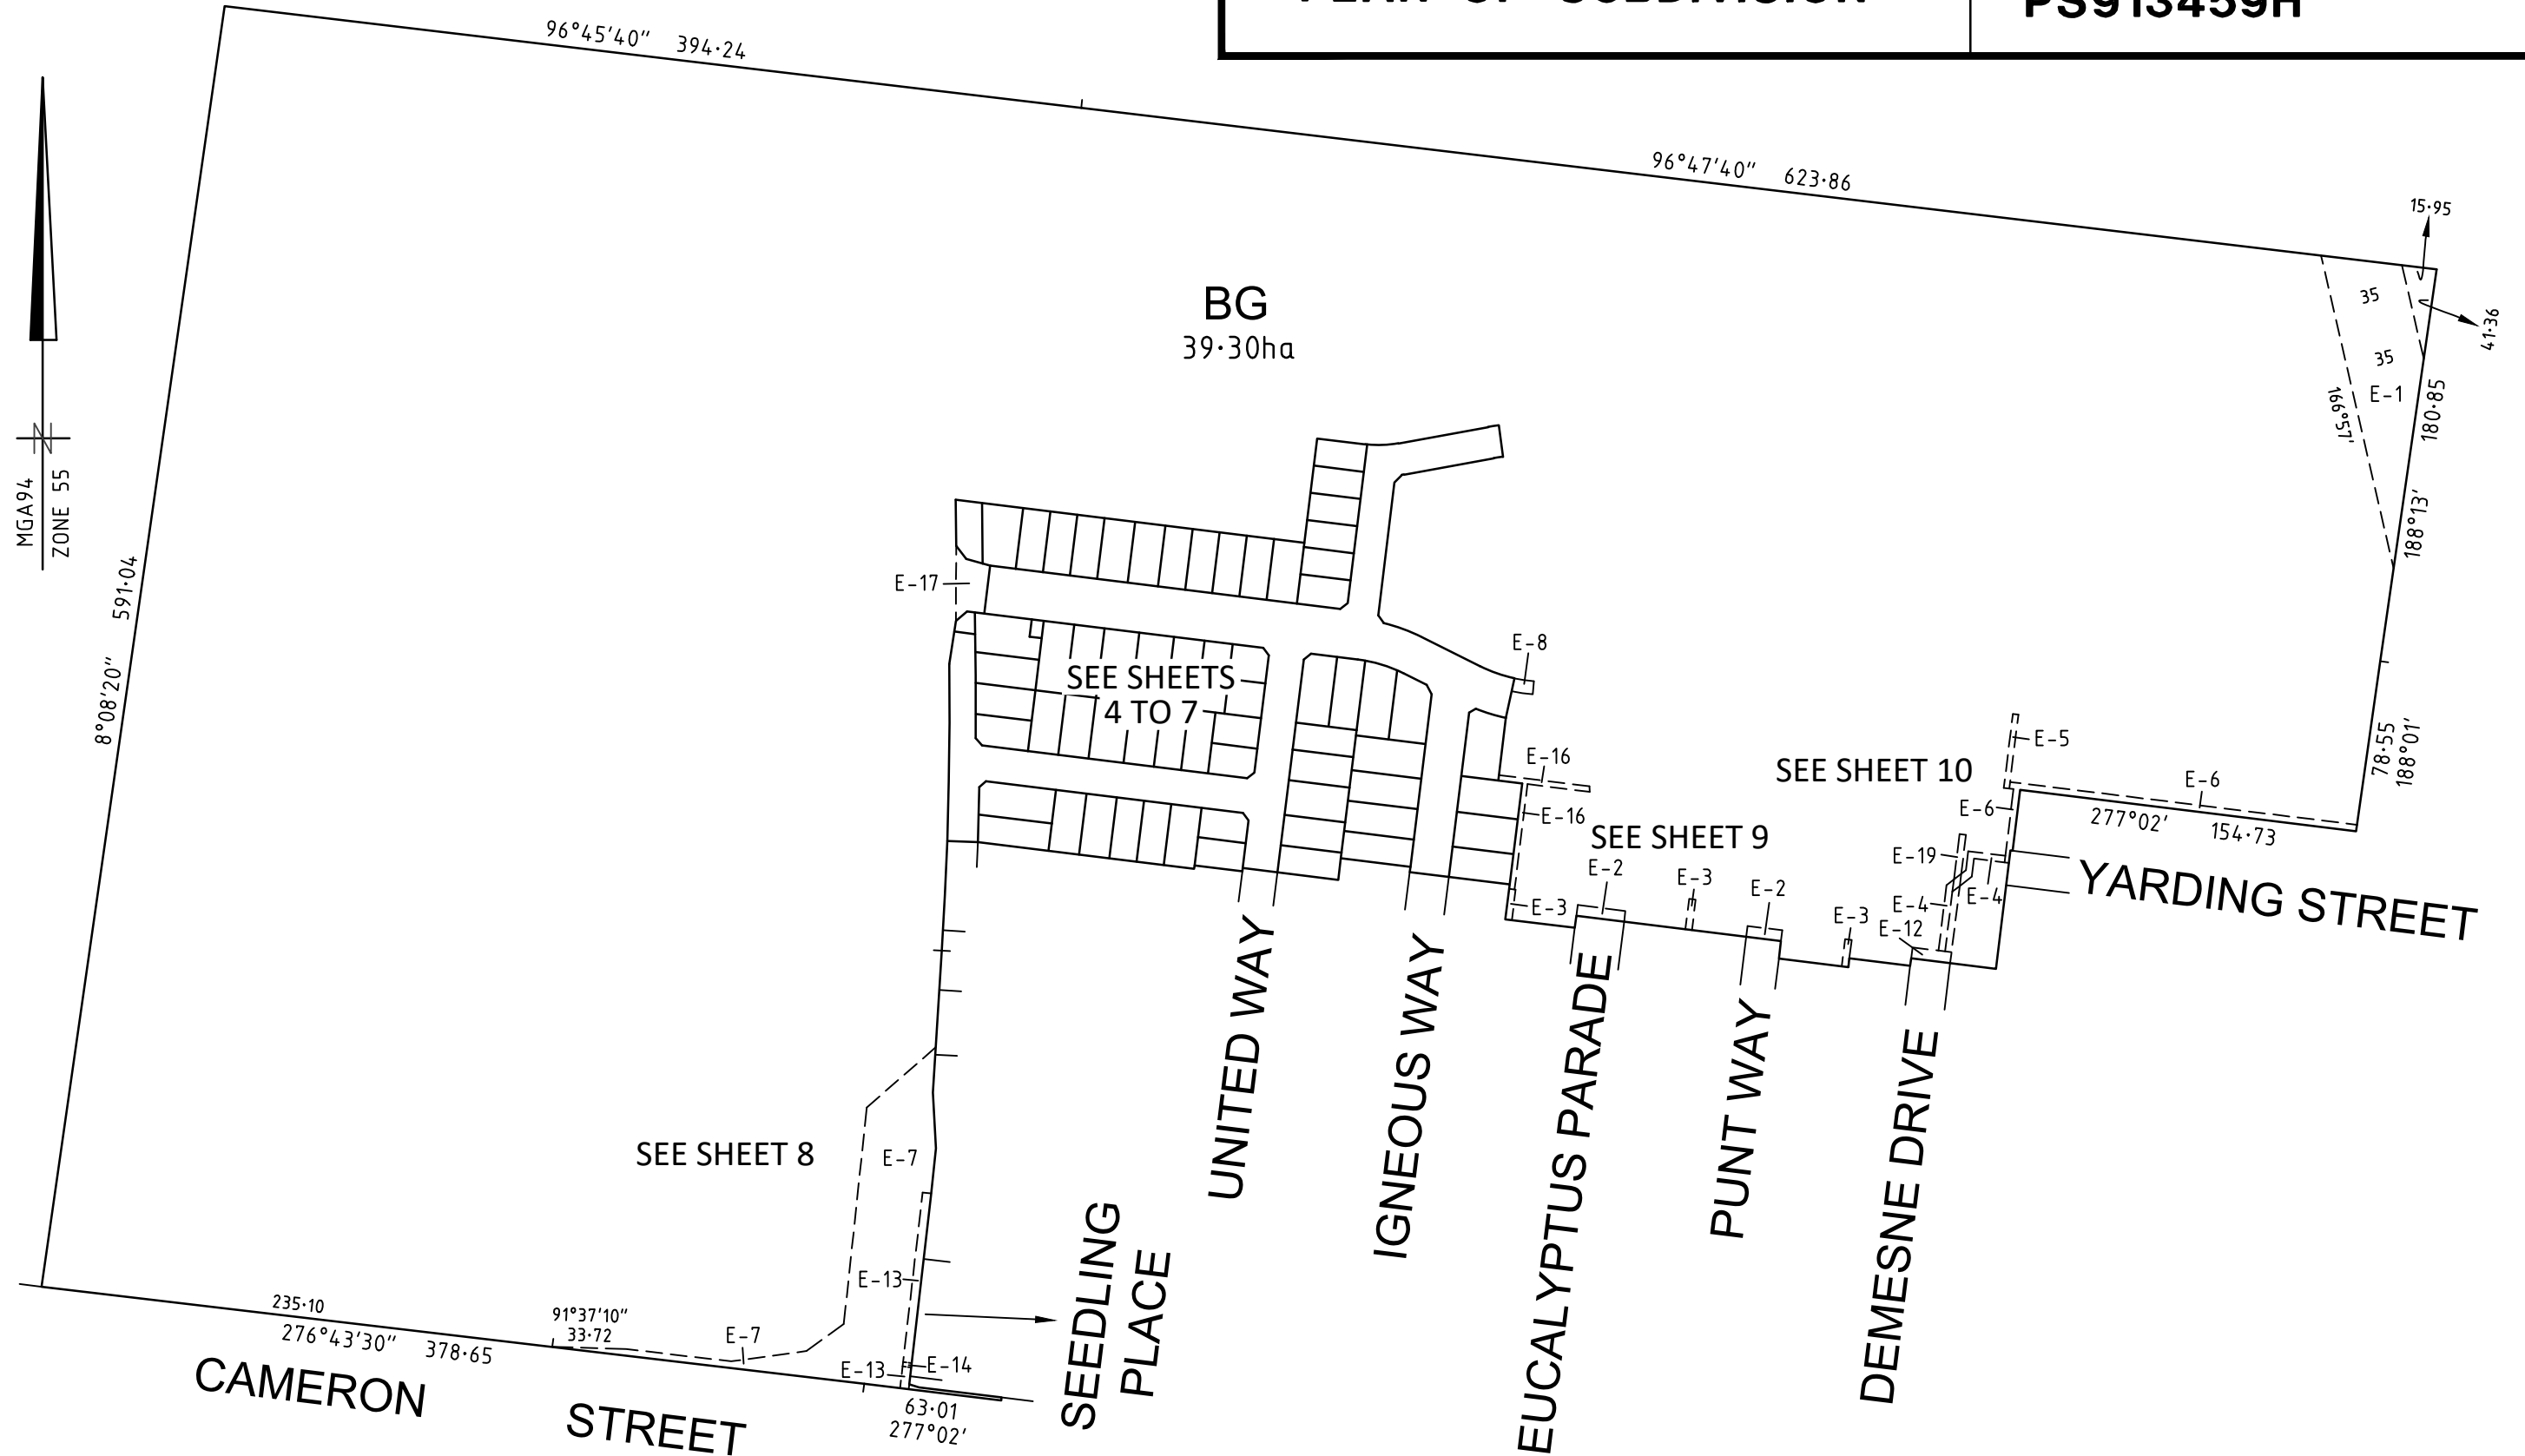 PLAN OF SUBDIVISION
PS913459H
96°45'40" 394·24
96°47'40" 623·86
15·95
41·36
35
35
E-1
166°57'
180·85
188°13'
BG
39·30ha
MGA94
ZONE 55
N
8°08'20" 591·04
E-17
E-8
SEE SHEETS
4 TO 7
E-16
E-16
SEE SHEET 10
E-5
E-6
E-6
78·55
188°01'
277°02' 154·73
SEE SHEET 9
E-2
E-3
E-2
E-3
E-3
E-19
E-4
E-4
E-12
YARDING STREET
UNITED WAY
IGNEOUS WAY
EUCALYPTUS PARADE
PUNT WAY
DEMESNE DRIVE
SEE SHEET 8
E-7
E-13
SEEDLING
PLACE
235·10
276°43'30" 378·65
91°37'10"
33·72
E-7
E-13
E-14
63·01
277°02'
CAMERON STREET